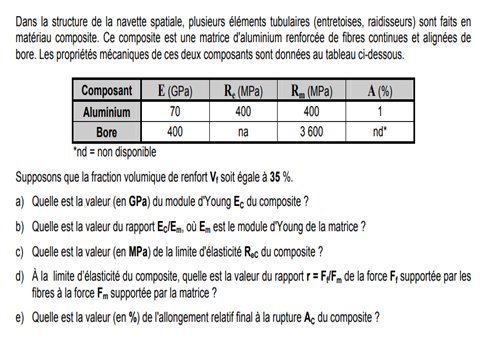 Dans la structure de la navette spatiale, plusieurs éléments tubulaires (entretoises, raidisseurs) sont faits en
matériau composite. Ce composite est une matrice d'aluminium renforcée de fibres continues et alignées de
bore. Les propriétés mécaniques de ces deux composants sont données au tableau ci-dessous.
Composant E (GPa) Re (MPa) Rm (MPa) A (%)
Aluminium 70 400 400 1
Bore 400 na 3 600 nd*
*nd = non disponible
Supposons que la fraction volumique de renfort Vf soit égale à 35 %.
a) Quelle est la valeur (en GPa) du module d'Young EC du composite ?
b) Quelle est la valeur du rapport EC/Em, où Em est le module d'Young de la matrice ?
c) Quelle est la valeur (en MPa) de la limite d'élasticité ReC du composite ?
d) À la limite d'élasticité du composite, quelle est la valeur du rapport r = Ff/Fm de la force Ff supportée par les
fibres à la force Fm supportée par la matrice ?
e) Quelle est la valeur (en %) de l'allongement relatif final à la rupture AC du composite ?